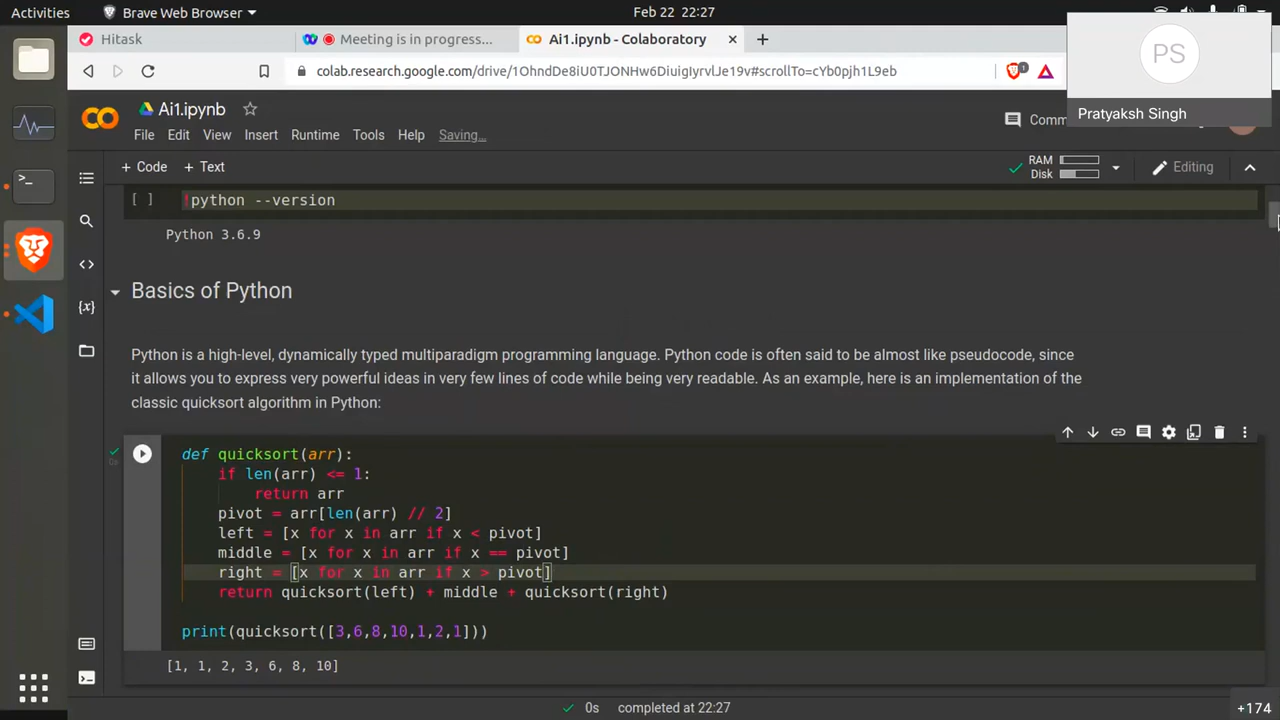 Activities
Brave Web Browser
Feb 22 22:27
Hitask
Meeting is in progress...
Ai1.ipynb - Colaboratory
PS
Pratyaksh Singh
Ai1.ipynb
File Edit View Insert Runtime Tools Help Saving...
Comm
+ Code + Text
RAM
Disk
Editing
[ ] !python --version
Python 3.6.9
Basics of Python
Python is a high-level, dynamically typed multiparadigm programming language. Python code is often said to be almost like pseudocode, since
it allows you to express very powerful ideas in very few lines of code while being very readable. As an example, here is an implementation of the
classic quicksort algorithm in Python:
def quicksort(arr):
if len(arr) <= 1:
return arr
pivot = arr[len(arr) // 2]
left = [x for x in arr if x < pivot]
middle = [x for x in arr if x == pivot]
right = [x for x in arr if x > pivot]
return quicksort(left) + middle + quicksort(right)
print(quicksort([3,6,8,10,1,2,1]))
[1, 1, 2, 3, 6, 8, 10]
0s completed at 22:27
+174